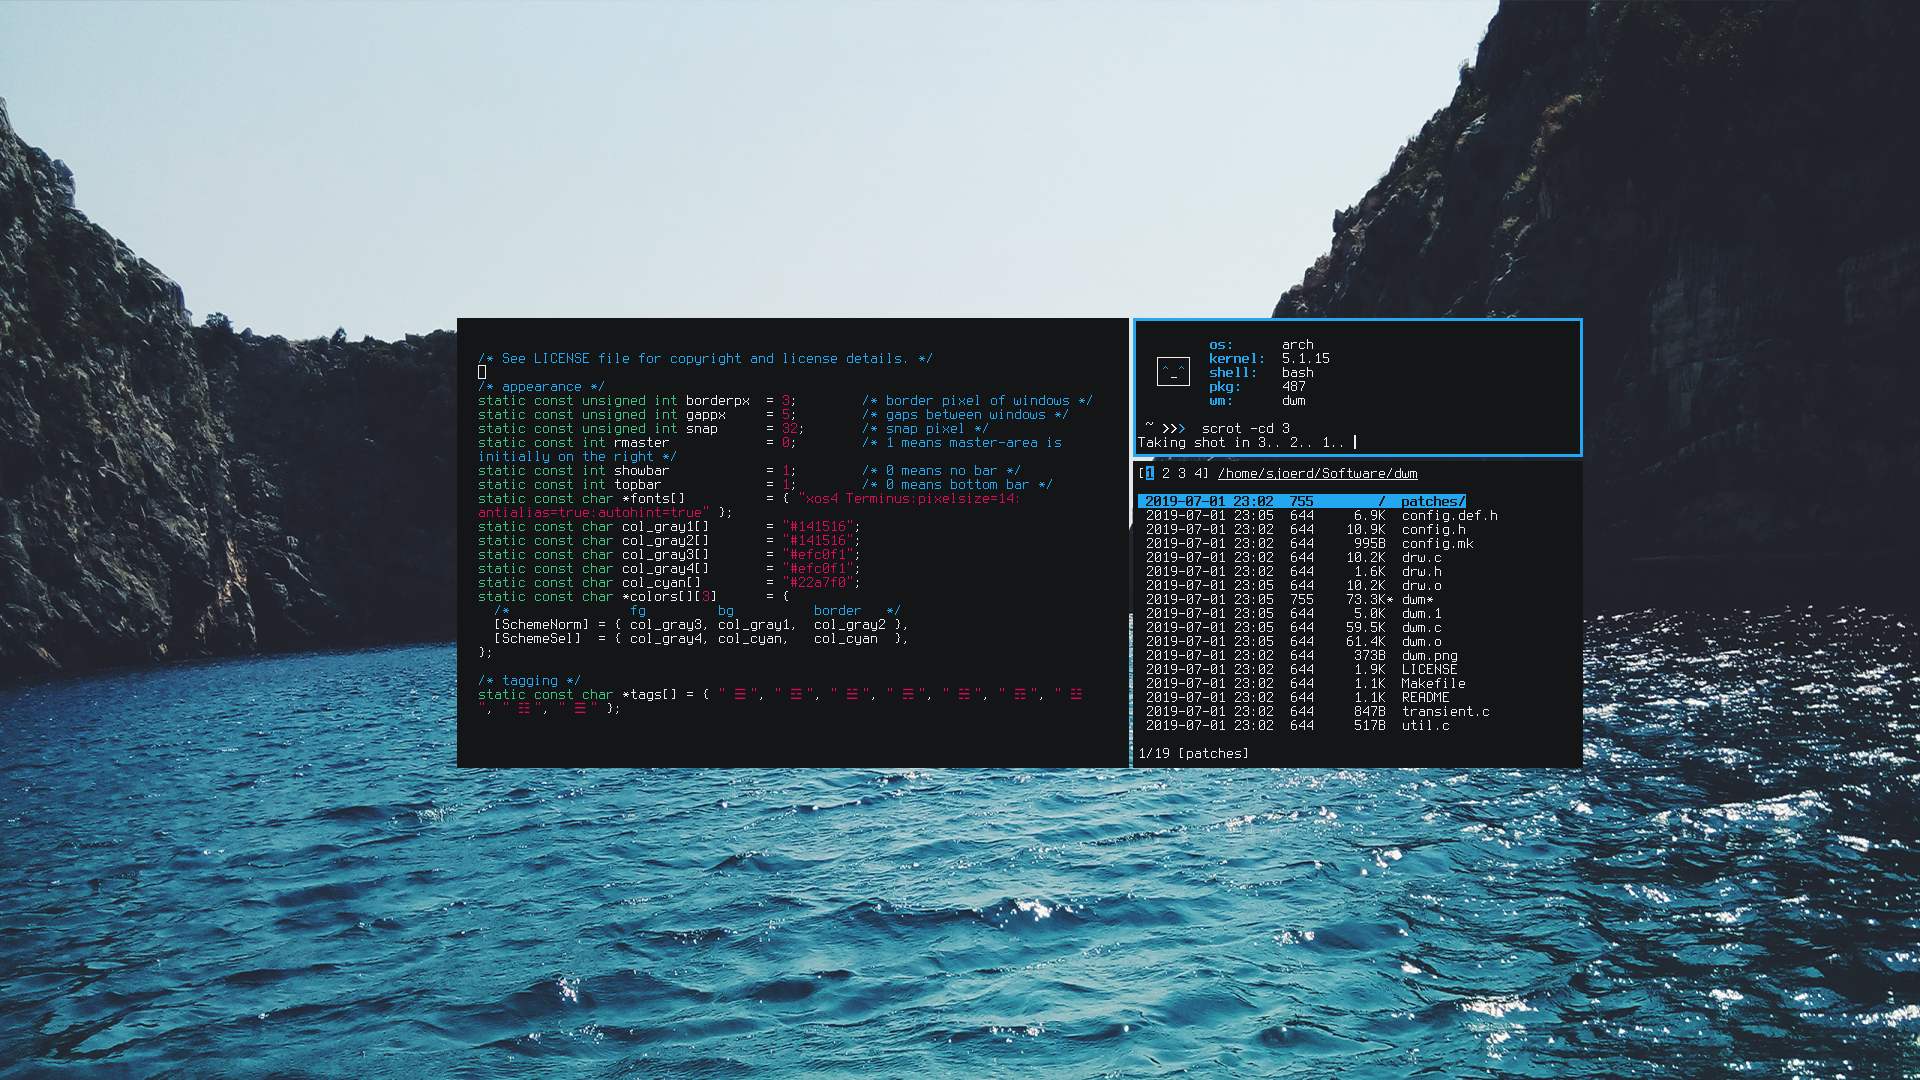 /* See LICENSE file for copyright and license details. */
/* appearance */
static const unsigned int borderpx  = 3;        /* border pixel of windows */
static const unsigned int gappx     = 5;        /* gaps between windows */
static const unsigned int snap      = 32;       /* snap pixel */
static const int rmaster            = 0;        /* 1 means master-area is
initially on the right */
static const int showbar            = 1;        /* 0 means no bar */
static const int topbar             = 1;        /* 0 means bottom bar */
static const char *fonts[]          = { "xos4 Terminus:pixelsize=14:
antialias=true:autohint=true" };
static const char col_gray1[]       = "#141516";
static const char col_gray2[]       = "#141516";
static const char col_gray3[]       = "#efc0f1";
static const char col_gray4[]       = "#efc0f1";
static const char col_cyan[]        = "#22a7f0";
static const char *colors[][3]      = {
/*               fg         bg          border   */
[SchemeNorm] = { col_gray3, col_gray1,  col_gray2 },
[SchemeSel]  = { col_gray4, col_cyan,   col_cyan  },
};
/* tagging */
static const char *tags[] = { "☰", "☴", "☱", "☴", "☵", "☶", "☳
", "☷", "☰" };
os:      arch
kernel:  5.1.15
[^_^]
shell:   bash
pkg:     487
wm:      dwm
~ >>>  scrot -cd 3
Taking shot in 3.. 2.. 1..
[1 2 3 4] /home/sjoerd/Software/dwm
2019-07-01 23:02  755        /  patches/
2019-07-01 23:05  644     6.9K  config.def.h
2019-07-01 23:02  644    10.9K  config.h
2019-07-01 23:02  644     995B  config.mk
2019-07-01 23:02  644    10.2K  drw.c
2019-07-01 23:02  644     1.6K  drw.h
2019-07-01 23:05  644    10.2K  drw.o
2019-07-01 23:05  755    73.3K* dwm*
2019-07-01 23:02  644     5.0K  dwm.1
2019-07-01 23:02  644    59.5K  dwm.c
2019-07-01 23:05  644    61.4K  dwm.o
2019-07-01 23:02  644     373B  dwm.png
2019-07-01 23:02  644     1.9K  LICENSE
2019-07-01 23:02  644     1.1K  Makefile
2019-07-01 23:02  644     1.1K  README
2019-07-01 23:02  644     847B  transient.c
2019-07-01 23:02  644     517B  util.c
1/19 [patches]